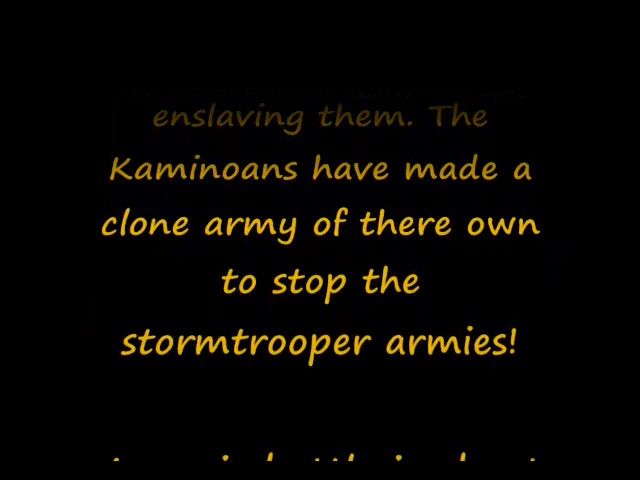 enslaving them. The
Kaminoans have made a
clone army of there own
to stop the
stormtrooper armies!